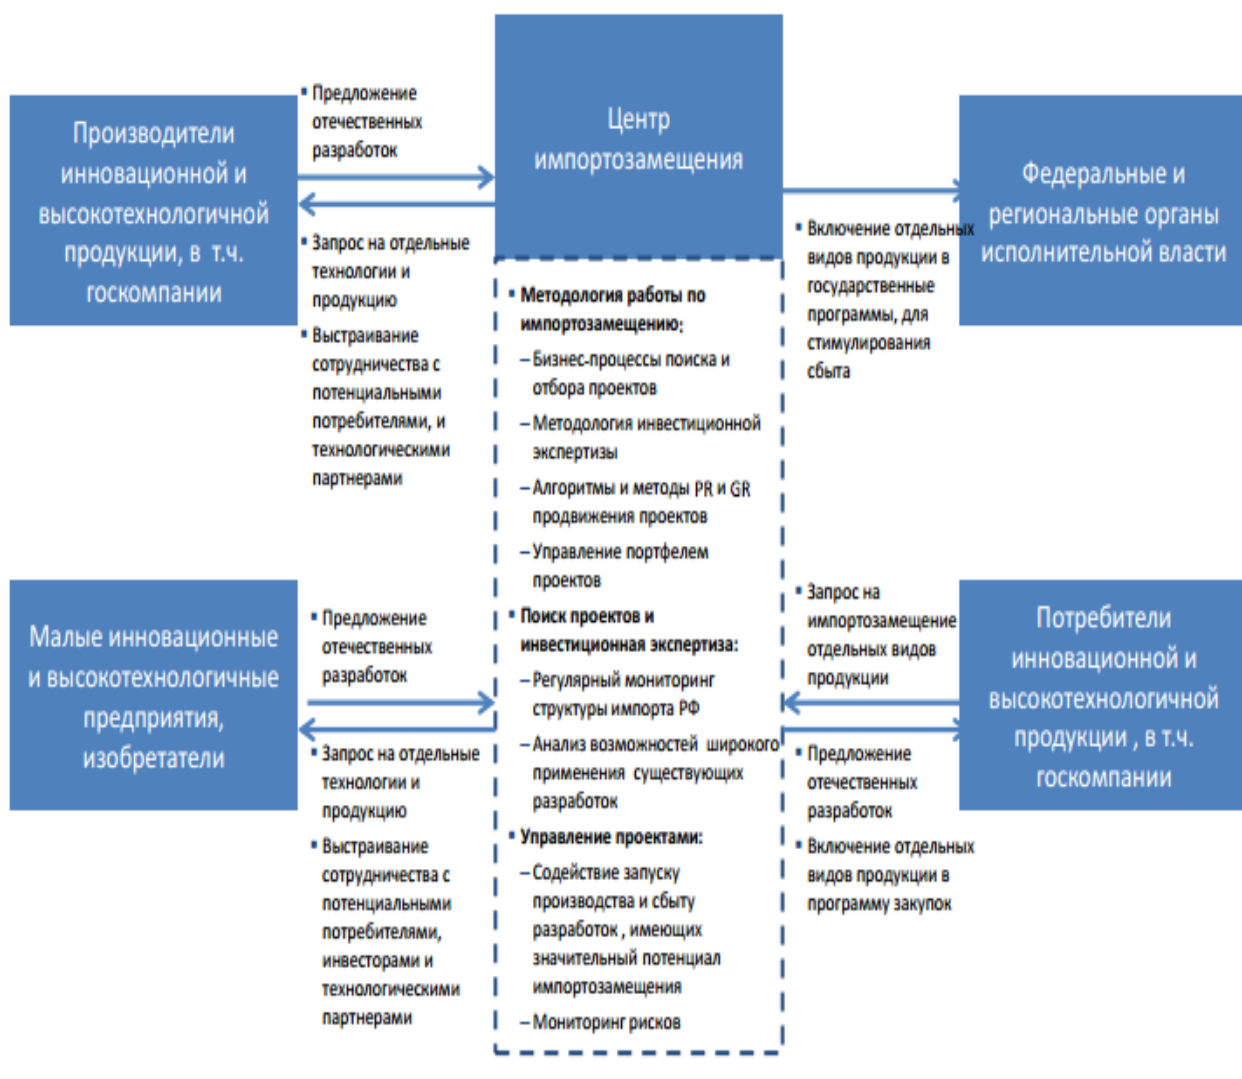 Производители
инновационной и
высокотехнологичной
продукции, в т.ч.
госкомпании
▪ Предложение
отечественных
разработок
▪ Запрос на отдельные
технологии и
продукцию
▪ Выстраивание
сотрудничества с
потенциальными
потребителями, и
технологическими
партнерами
Центр
импортозамещения
▪ Методология работы по
импортозамещению:
– Бизнес-процессы поиска и
отбора проектов
– Методология инвестиционной
экспертизы
– Алгоритмы и методы PR и GR
продвижения проектов
– Управление портфелем
проектов
▪ Поиск проектов и
инвестиционная экспертиза:
– Регулярный мониторинг
структуры импорта РФ
– Анализ возможностей широкого
применения существующих
разработок
▪ Управление проектами:
– Содействие запуску
производства и сбыту
разработок , имеющих
значительный потенциал
импортозамещения
– Мониторинг рисков
▪ Включение отдельных
видов продукции в
государственные
программы, для
стимулирования
сбыта
Федеральные и
региональные органы
исполнительной власти
Малые инновационные
и высокотехнологичные
предприятия,
изобретатели
▪ Предложение
отечественных
разработок
▪ Запрос на отдельные
технологии и
продукцию
▪ Выстраивание
сотрудничества с
потенциальными
потребителями,
инвесторами и
технологическими
партнерами
▪ Запрос на
импортозамещение
отдельных видов
продукции
▪ Предложение
отечественных
разработок
▪ Включение отдельных
видов продукции в
программу закупок
Потребители
инновационной и
высокотехнологичной
продукции , в т.ч.
госкомпании